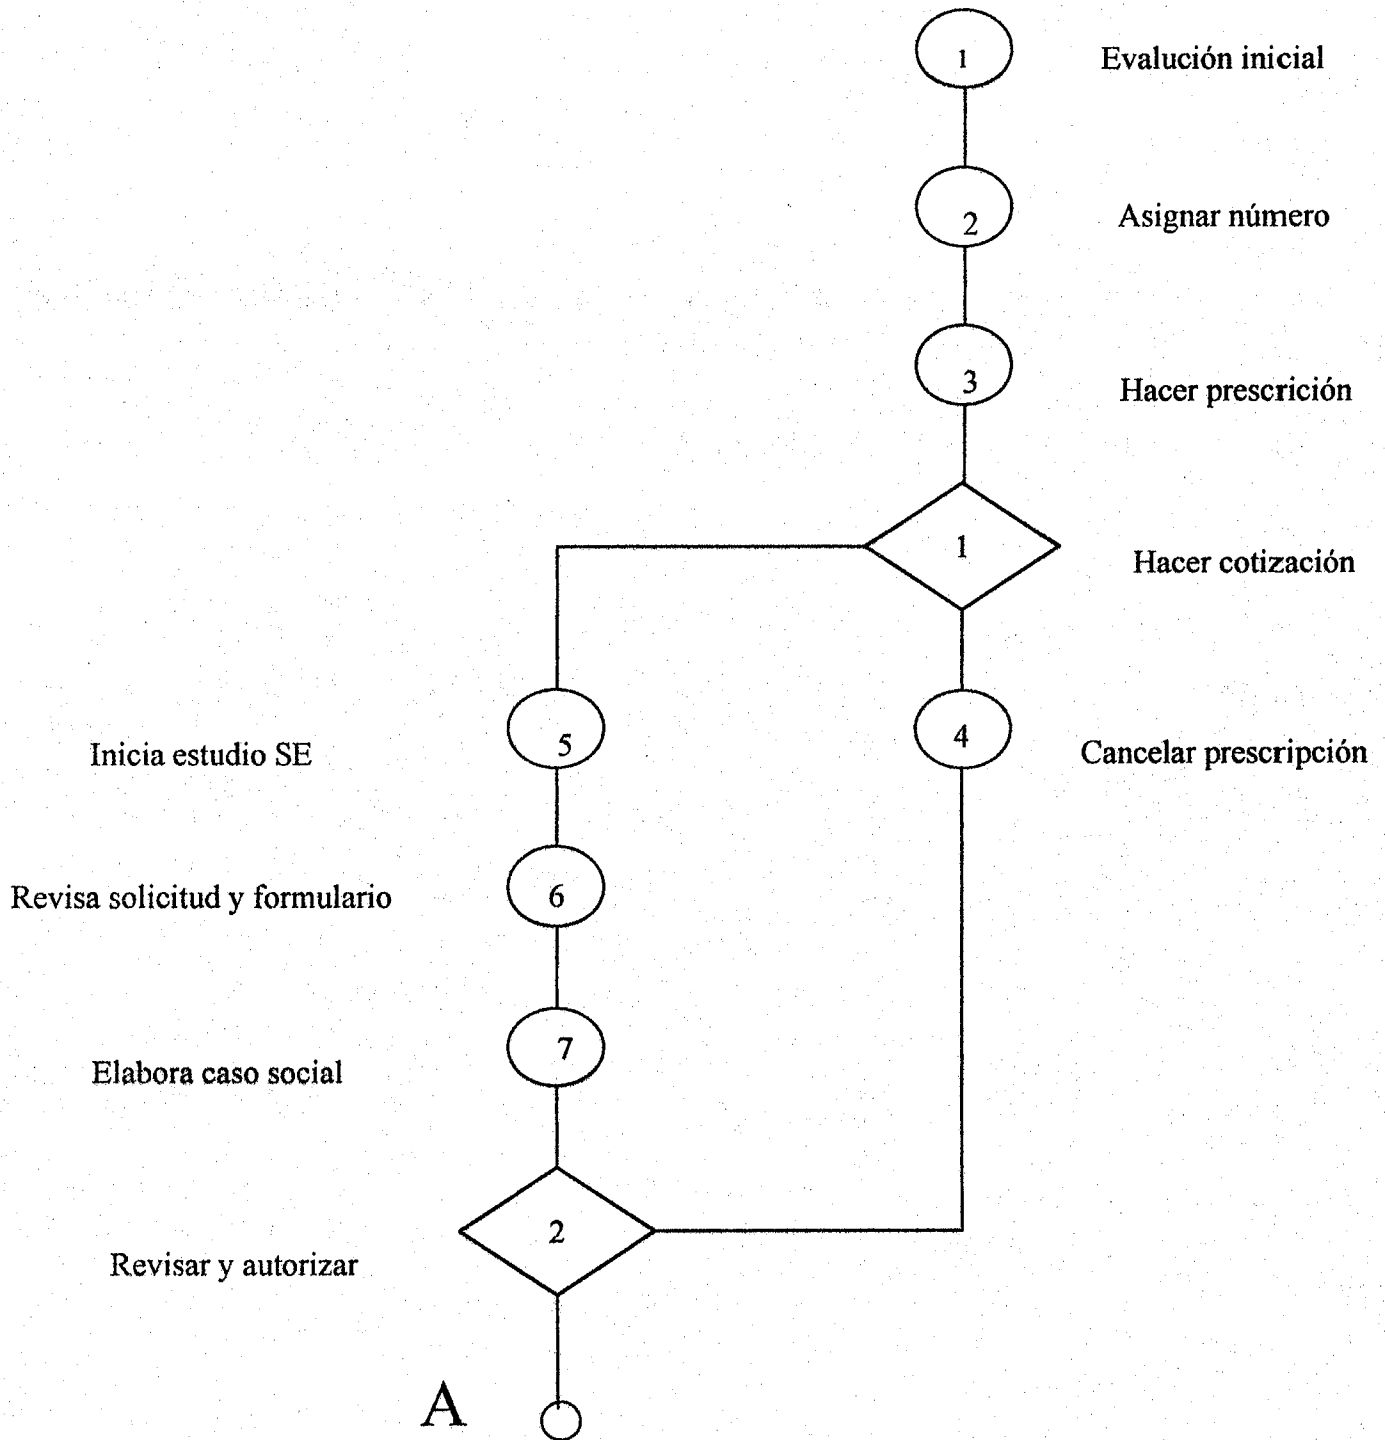 1 Evalución inicial
2 Asignar número
3 Hacer prescrición
1 Hacer cotización
Inicia estudio SE 5
4 Cancelar prescripción
Revisa solicitud y formulario 6
Elabora caso social 7
Revisar y autorizar 2
A